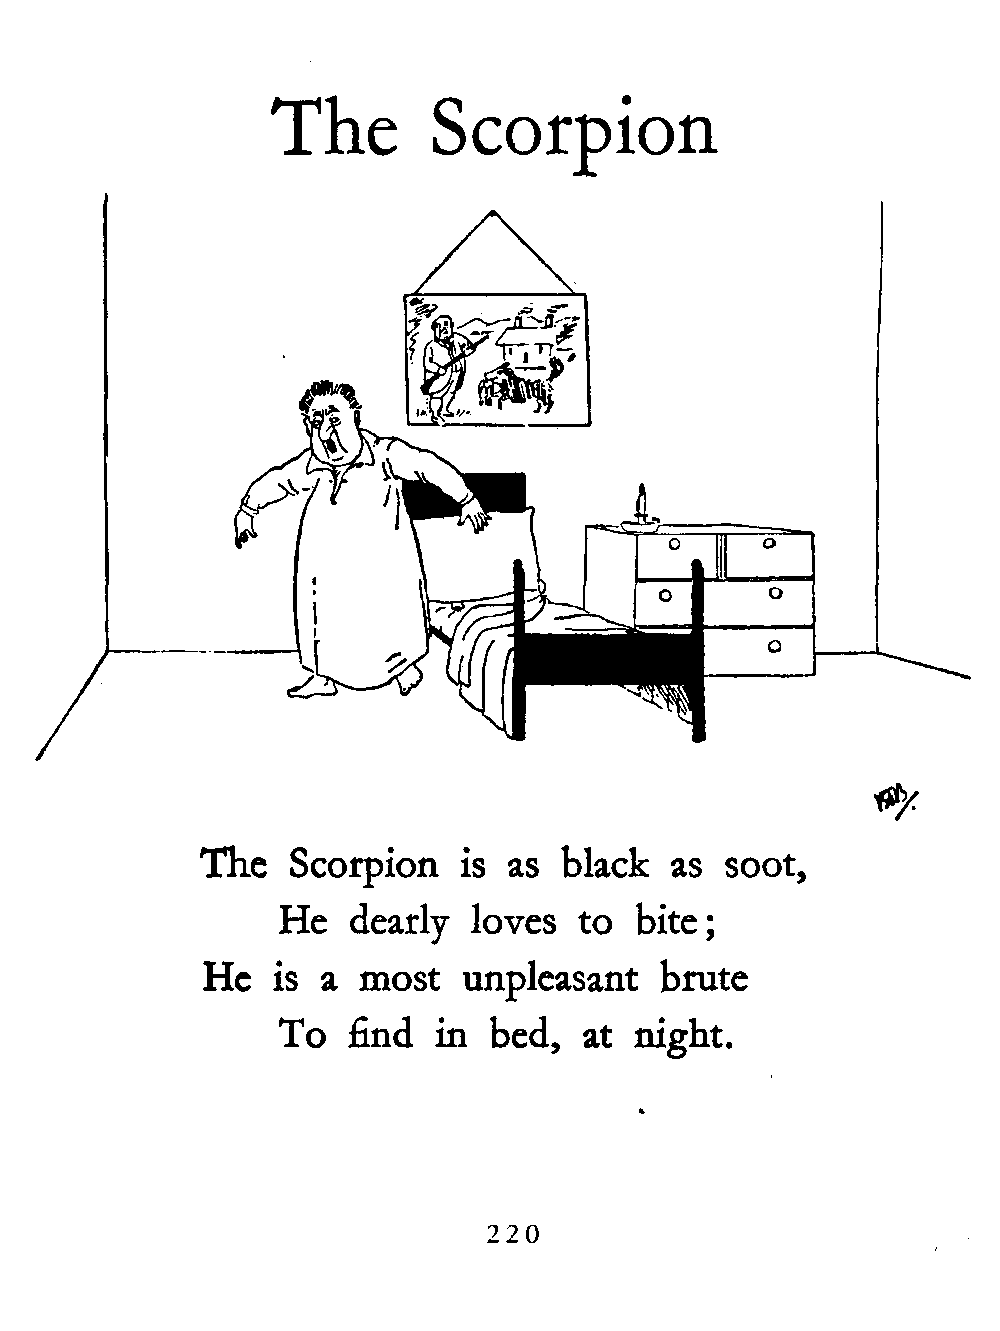 The Scorpion
The Scorpion is as black as soot,
He dearly loves to bite;
He is a most unpleasant brute
To find in bed, at night.
220